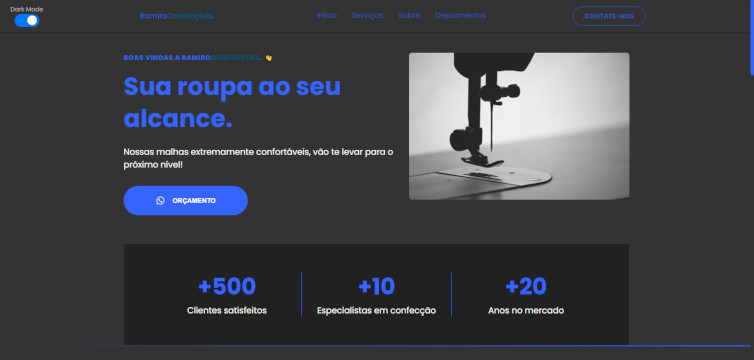 Dark Mode
RamiroConfecções.
Início Serviços Sobre Depoimentos
CONTATE-NOS
BOAS VINDAS A RAMIROCONFECÇÕES. 👋
Sua roupa ao seu
alcance.
Nossas malhas extremamente confortáveis, vão te levar para o
próximo nível!
ORÇAMENTO
+500 +10 +20
Clientes satisfeitos Especialistas em confecção Anos no mercado